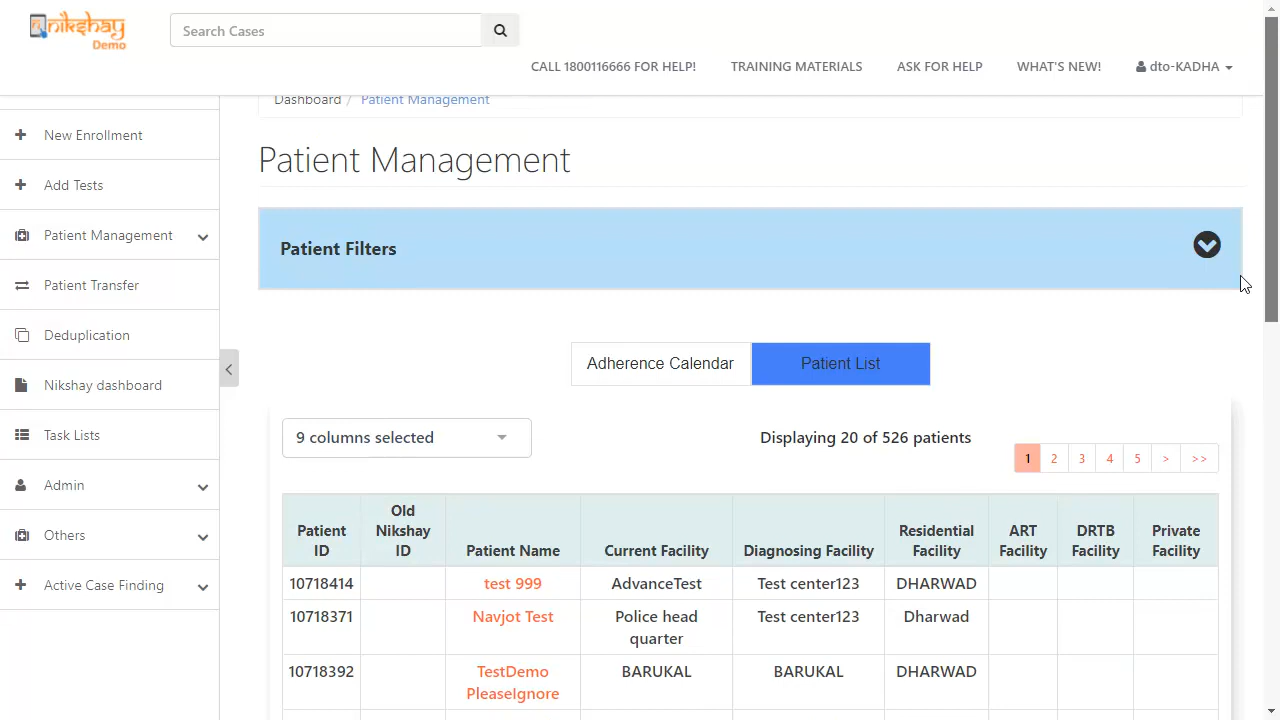 nikshay
Demo
Search Cases
CALL 1800116666 FOR HELP!
TRAINING MATERIALS
ASK FOR HELP
WHAT'S NEW!
dto-KADHA
New Enrollment
Add Tests
Patient Management
Patient Transfer
Deduplication
Nikshay dashboard
Task Lists
Admin
Others
Active Case Finding
Dashboard / Patient Management
Patient Management
Patient Filters
Adherence Calendar
Patient List
9 columns selected
Displaying 20 of 526 patients
1 2 3 4 5 > >>
Patient ID Old Nikshay ID Patient Name Current Facility Diagnosing Facility Residential Facility ART Facility DRTB Facility Private Facility
10718414 test 999 AdvanceTest Test center123 DHARWAD
10718371 Navjot Test Police head quarter Test center123 Dharwad
10718392 TestDemo PleaseIgnore BARUKAL BARUKAL DHARWAD